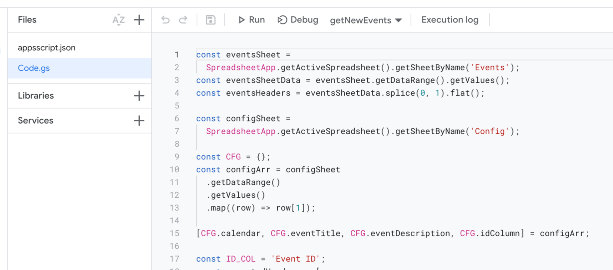 Files
Run Debug getNewEvents Execution log
appsscript.json
Code.gs
Libraries
Services
1 const eventsSheet =
2 SpreadsheetApp.getActiveSpreadsheet().getSheetByName('Events');
3 const eventsSheetData = eventsSheet.getDataRange().getValues();
4 const eventsHeaders = eventsSheetData.splice(0, 1).flat();
5
6 const configSheet =
7 SpreadsheetApp.getActiveSpreadsheet().getSheetByName('Config');
8
9 const CFG = {};
10 const configArr = configSheet
11 .getDataRange()
12 .getValues()
13 .map((row) => row[1]);
14
15 [CFG.calendar, CFG.eventTitle, CFG.eventDescription, CFG.idColumn] = configArr;
16
17 const ID_COL = `Event ID`;